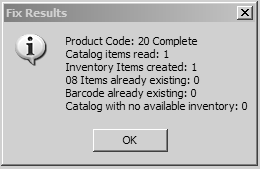 Fix Results
Product Code: 20 Complete
Catalog items read: 1
Inventory Items created: 1
08 Items already existing: 0
Barcode already existing: 0
Catalog with no available inventory: 0
OK